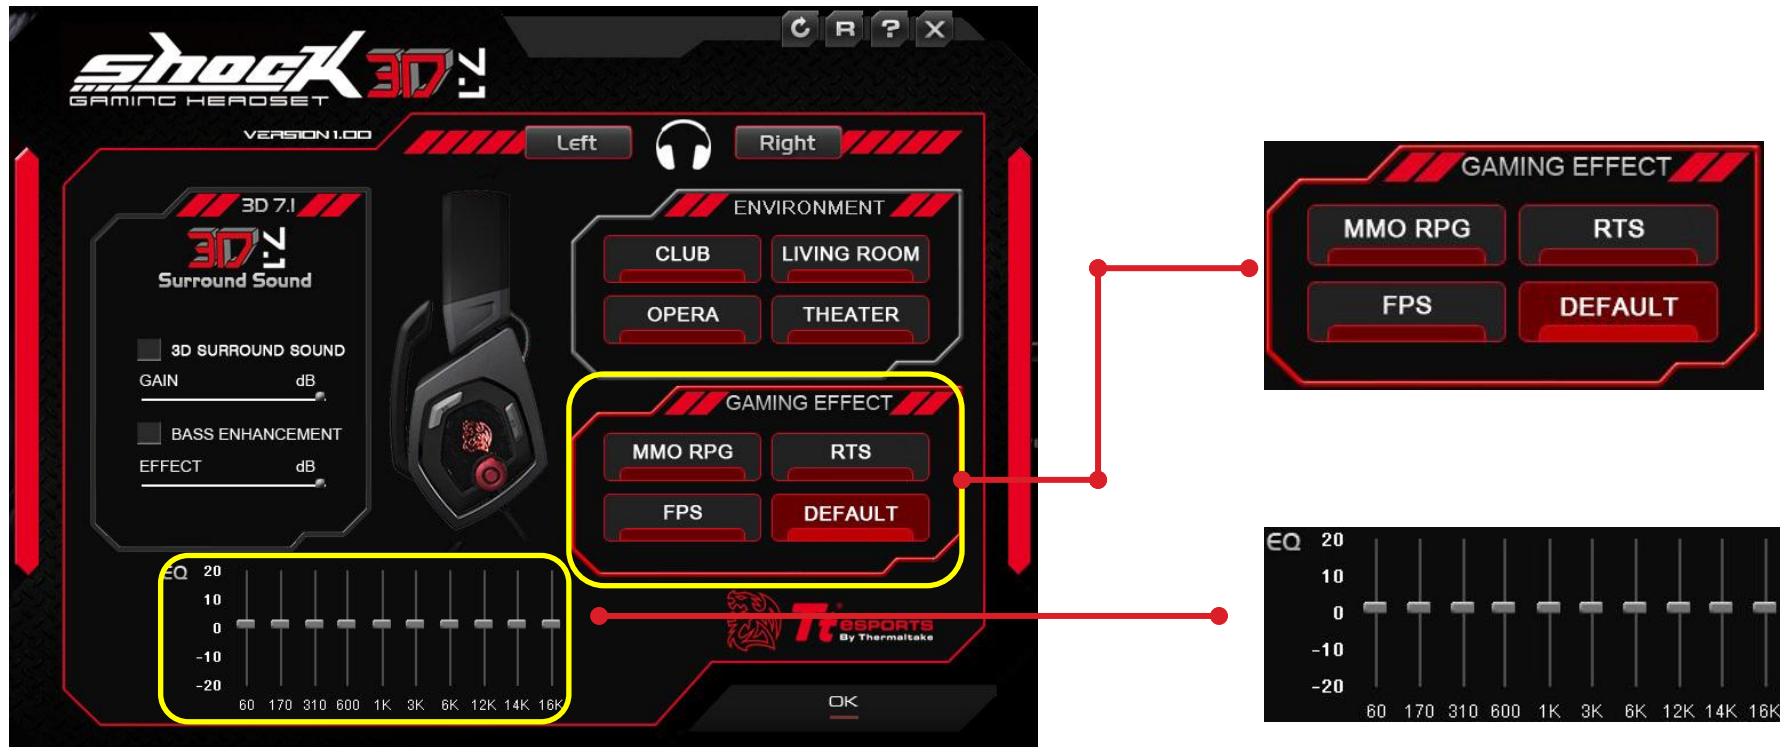 R ? X
Shock 3D 7.1
GAMING HEADSET
VERSION 1.00
Left Right
3D 7.1
3D 7.1
Surround Sound
3D SURROUND SOUND
GAIN dB
BASS ENHANCEMENT
EFFECT dB
ENVIRONMENT
CLUB LIVING ROOM
OPERA THEATER
GAMING EFFECT
MMO RPG RTS
FPS DEFAULT
EQ 20
10
0
-10
-20
60 170 310 600 1K 3K 6K 12K 14K 16K
Tt eSPORTS
By Thermaltake
OK
GAMING EFFECT
MMO RPG RTS
FPS DEFAULT
EQ 20
10
0
-10
-20
60 170 310 600 1K 3K 6K 12K 14K 16K